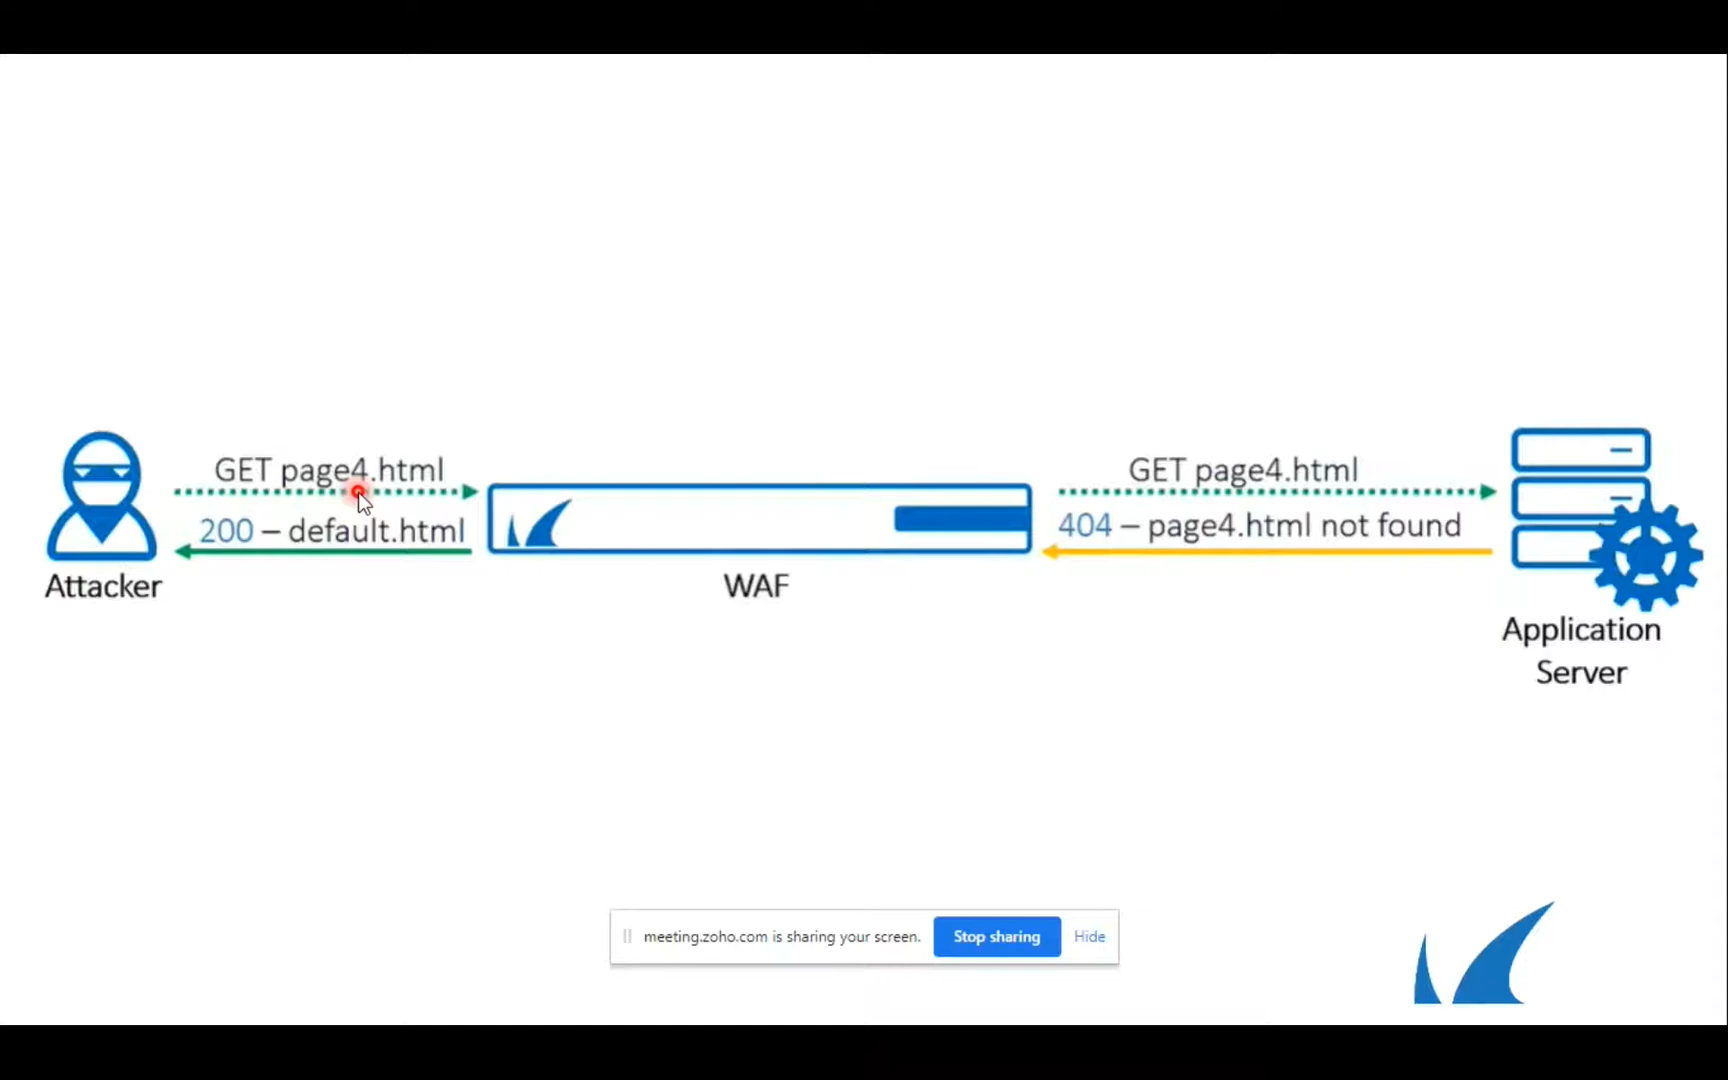 GET page4.html
200 – default.html
Attacker
WAF
GET page4.html
404 – page4.html not found
Application
Server
meeting.zoho.com is sharing your screen.
Stop sharing
Hide